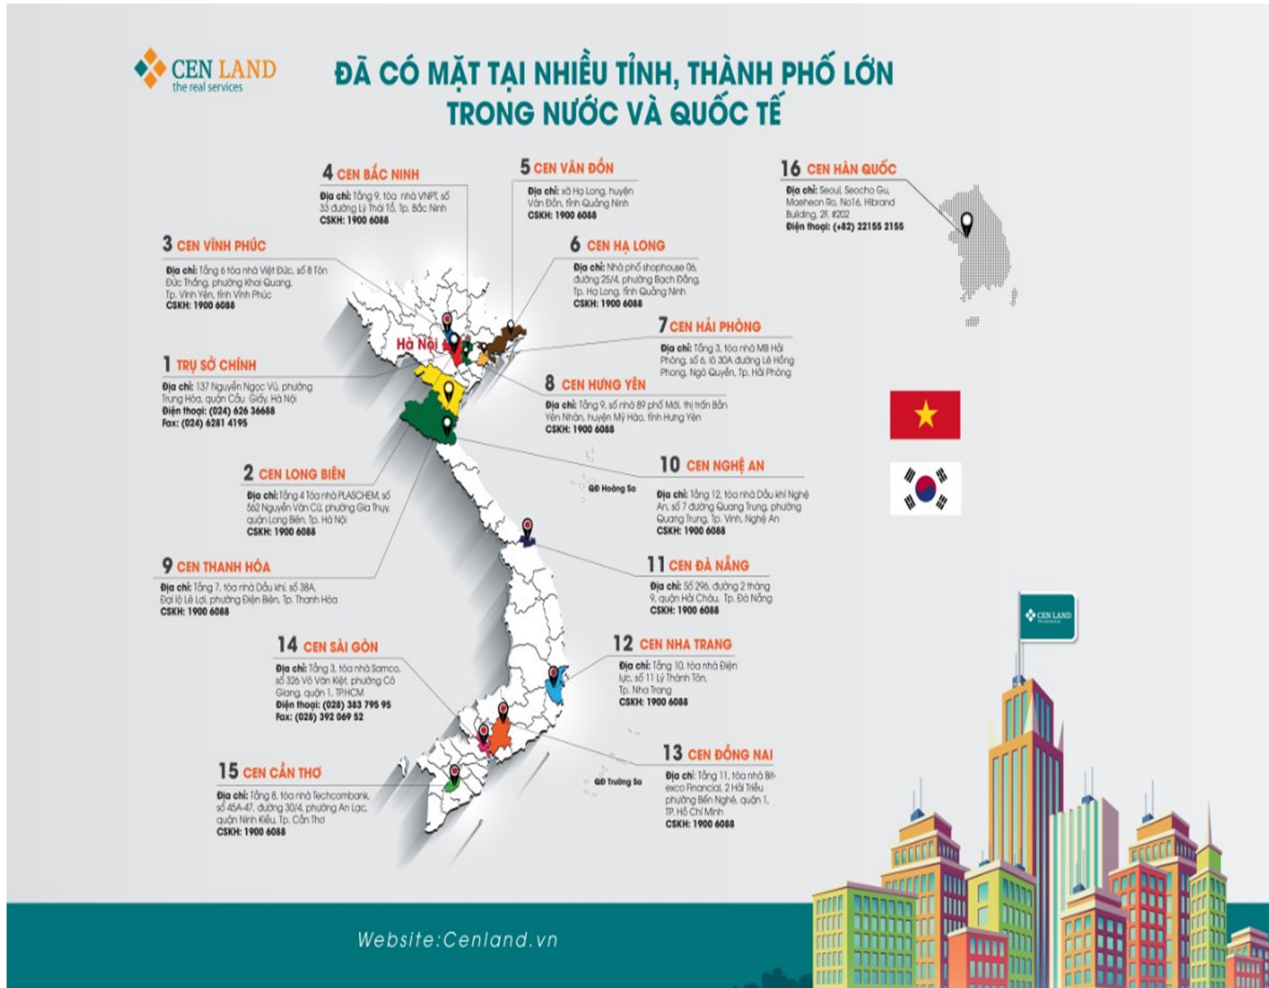 CEN LAND
the real services
ĐÃ CÓ MẶT TẠI NHIỀU TỈNH, THÀNH PHỐ LỚN
TRONG NƯỚC VÀ QUỐC TẾ
4 CEN BẮC NINH
Địa chỉ: Tầng 9, tòa nhà VNPT, số
33 đường Lý Thái Tổ, Tp. Bắc Ninh
CSKH: 1900 6088
5 CEN VÂN ĐỒN
Địa chỉ: xã Hạ Long, huyện
Vân Đồn, tỉnh Quảng Ninh
CSKH: 1900 6088
16 CEN HÀN QUỐC
Địa chỉ: Seoul, Seocho Gu,
Maeheon Ro, No16, Hibrand
Building, 2F, #202
Điện thoại: (+82) 22155 2155
3 CEN VĨNH PHÚC
Địa chỉ: Tầng 6 tòa nhà Việt Đức, số 8 Tôn
Đức Thắng, phường Khai Quang,
Tp. Vĩnh Yên, tỉnh Vĩnh Phúc
CSKH: 1900 6088
6 CEN HẠ LONG
Địa chỉ: Nhà phố shophouse 06,
đường 25/4, phường Bạch Đằng,
Tp. Hạ Long, tỉnh Quảng Ninh
CSKH: 1900 6088
7 CEN HẢI PHÒNG
Địa chỉ: Tầng 3, tòa nhà MB Hải
Phòng, số 6, lô 30A đường Lê Hồng
Phong, Ngô Quyền, Tp. Hải Phòng
Hà Nội
1 TRỤ SỞ CHÍNH
Địa chỉ: 137 Nguyễn Ngọc Vũ, phường
Trung Hòa, quận Cầu Giấy, Hà Nội
Điện thoại: (024) 626 36688
Fax: (024) 6281 4195
8 CEN HƯNG YÊN
Địa chỉ: Tầng 9, số nhà 89 phố Mới, thị trấn Bần
Yên Nhân, huyện Mỹ Hào, tỉnh Hưng Yên
CSKH: 1900 6088
2 CEN LONG BIÊN
Địa chỉ: Tầng 4 Tòa nhà PLASCHEM, số
562 Nguyễn Văn Cừ, phường Gia Thụy,
quận Long Biên, Tp. Hà Nội
CSKH: 1900 6088
QĐ Hoàng Sa
10 CEN NGHỆ AN
Địa chỉ: Tầng 12, tòa nhà Dầu khí Nghệ
An, số 7 đường Quang Trung, phường
Quang Trung, Tp. Vinh, Nghệ An
CSKH: 1900 6088
9 CEN THANH HÓA
Địa chỉ: Tầng 7, tòa nhà Dầu khí, số 38A,
Đại lộ Lê Lợi, phường Điện Biên, Tp. Thanh Hóa
CSKH: 1900 6088
11 CEN ĐÀ NẴNG
Địa chỉ: Số 296, đường 2 tháng
9, quận Hải Châu, Tp. Đà Nẵng
CSKH: 1900 6088
CEN LAND
14 CEN SÀI GÒN
Địa chỉ: Tầng 3, tòa nhà Samco,
số 326 Võ Văn Kiệt, phường Cô
Giang, quận 1, TP.HCM
Điện thoại: (028) 383 795 95
Fax: (028) 392 069 52
12 CEN NHA TRANG
Địa chỉ: Tầng 10, tòa nhà Điện
lực, số 11 Lý Thánh Tôn,
Tp. Nha Trang
CSKH: 1900 6088
15 CEN CẦN THƠ
Địa chỉ: Tầng 8, tòa nhà Techcombank,
số 45A-47, đường 30/4, phường An Lạc,
quận Ninh Kiều, Tp. Cần Thơ
CSKH: 1900 6088
QĐ Trường Sa
13 CEN ĐỒNG NAI
Địa chỉ: Tầng 11, tòa nhà Bit-
exco Financial, 2 Hải Triều
phường Bến Nghé, quận 1,
TP. Hồ Chí Minh
CSKH: 1900 6088
Website:Cenland.vn